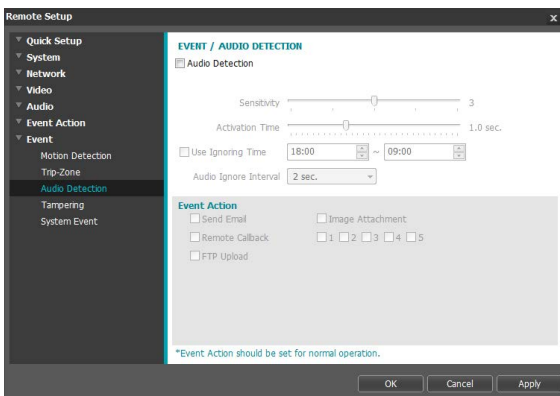 Remote Setup x
Quick Setup
System
Network
Video
Audio
Event Action
Event
Motion Detection
Trip-Zone
Audio Detection
Tampering
System Event
EVENT / AUDIO DETECTION
Audio Detection
Sensitivity 3
Activation Time 1.0 sec.
Use Ignoring Time 18:00 ~ 09:00
Audio Ignore Interval 2 sec.
Event Action
Send Email Image Attachment
Remote Callback 1 2 3 4 5
FTP Upload
*Event Action should be set for normal operation.
OK Cancel Apply